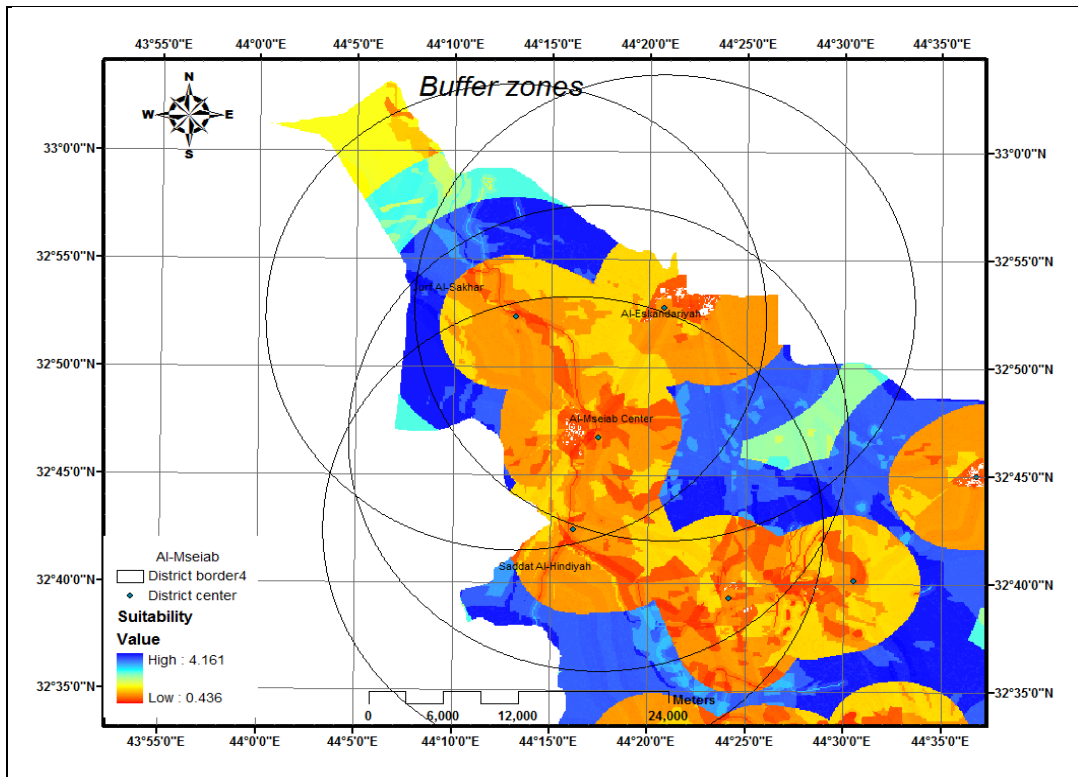 43°55'0"E 44°0'0"E 44°5'0"E 44°10'0"E 44°15'0"E 44°20'0"E 44°25'0"E 44°30'0"E 44°35'0"E
Buffer zones
N
W E
S
33°0'0"N 33°0'0"N
32°55'0"N 32°55'0"N
Al-Sakhar
Al-Eskandariyah
32°50'0"N 32°50'0"N
Al-Mseiab Center
32°45'0"N 32°45'0"N
Al-Mseiab
Saddat Al-Hindiyah
32°40'0"N 32°40'0"N
District border4
District center
Suitability
Value
High : 4.161
Low : 0.436
32°35'0"N 32°35'0"N
Meters
0 6,000 12,000 24,000
43°55'0"E 44°0'0"E 44°5'0"E 44°10'0"E 44°15'0"E 44°20'0"E 44°25'0"E 44°30'0"E 44°35'0"E